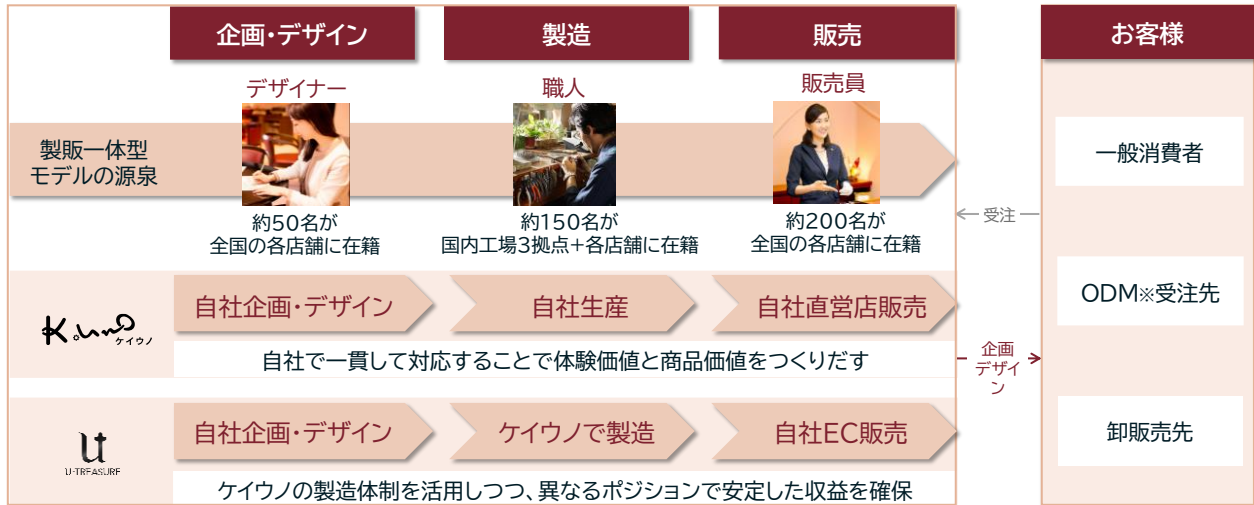 企画・デザイン
製造
販売
お客様
デザイナー
職人
販売員
製販一体型
モデルの源泉
約50名が
全国の各店舗に在籍
約150名が
国内工場3拠点+各店舗に在籍
約200名が
全国の各店舗に在籍
一般消費者
受注
K.uno
ケイウノ
自社企画・デザイン
自社生産
自社直営店販売
ODM※受注先
自社で一貫して対応することで体験価値と商品価値をつくりだす
企画
デザイ
ン
Ut
U-TREASURE
自社企画・デザイン
ケイウノで製造
自社EC販売
卸販売先
ケイウノの製造体制を活用しつつ、異なるポジションで安定した収益を確保